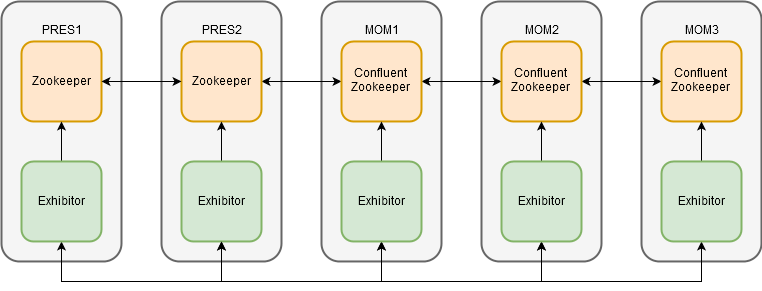 PRES1
PRES2
MOM1
MOM2
MOM3
Zookeeper
Zookeeper
Confluent
Zookeeper
Confluent
Zookeeper
Confluent
Zookeeper
Exhibitor
Exhibitor
Exhibitor
Exhibitor
Exhibitor